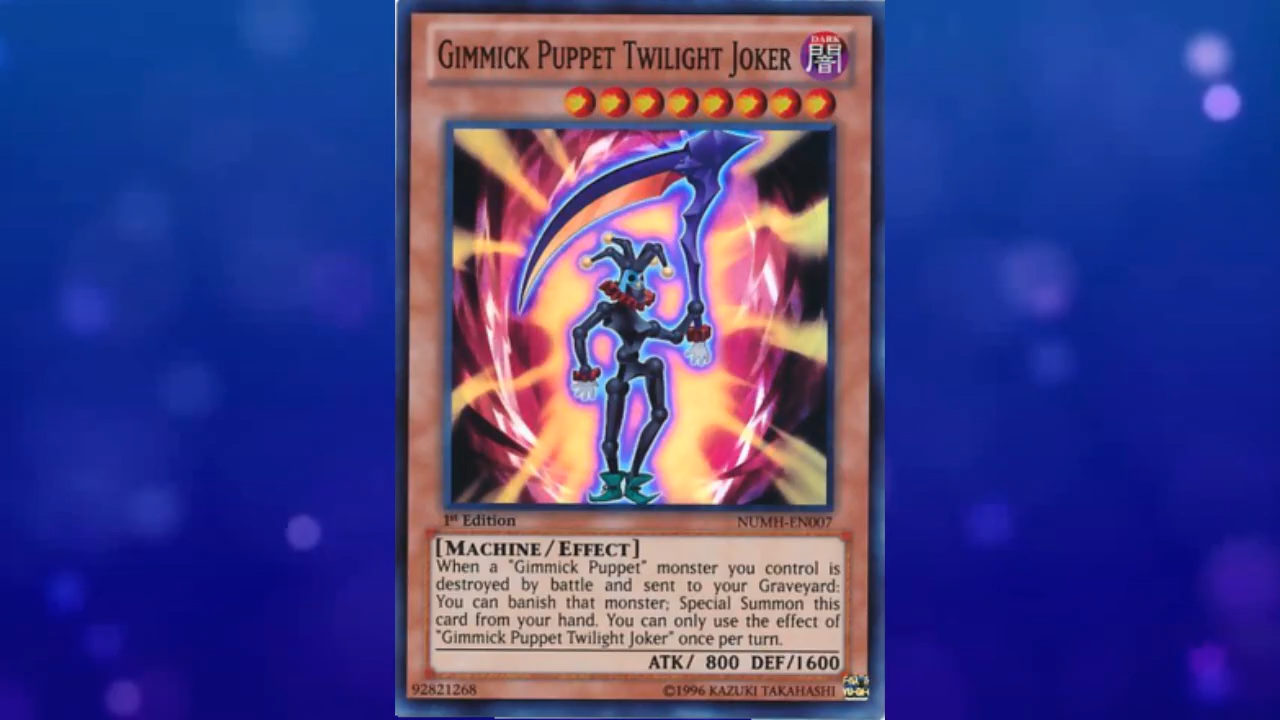 GIMMICK PUPPET TWILIGHT JOKER
DARK
闇
1st Edition
NUMH-EN007
[MACHINE/EFFECT]
When a "Gimmick Puppet" monster you control is
destroyed by battle and sent to your Graveyard:
You can banish that monster; Special Summon this
card from your hand. You can only use the effect of
"Gimmick Puppet Twilight Joker" once per turn.
ATK/ 800 DEF/1600
92821268
©1996 KAZUKI TAKAHASHI